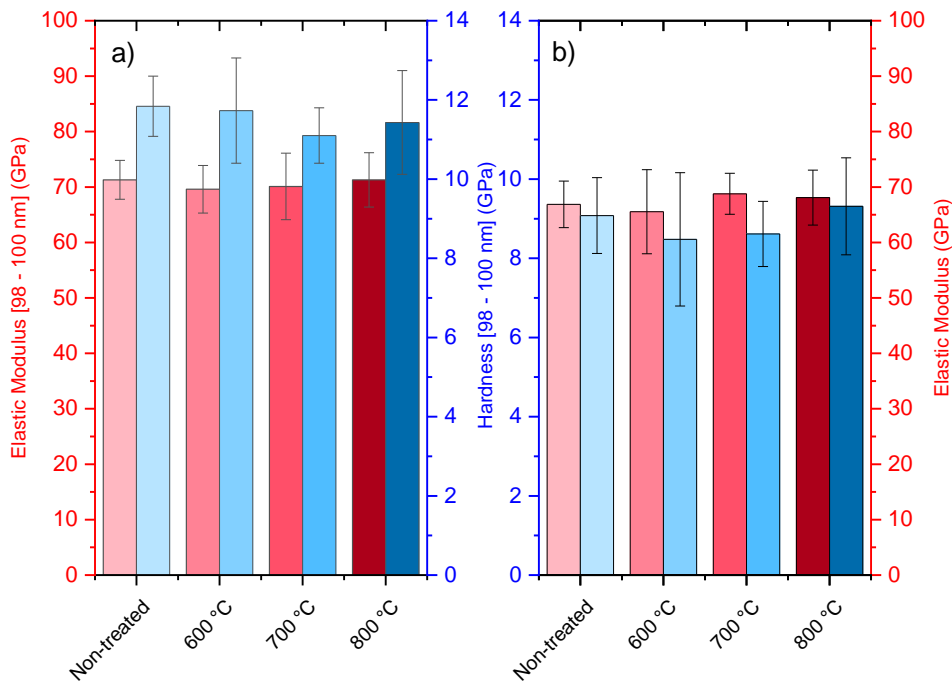 a)
Elastic Modulus [98 - 100 nm] (GPa)
100
90
80
70
60
50
40
30
20
10
0
14
12
10
8
6
4
2
0
Non-treated
600 °C
700 °C
800 °C
b)
Hardness [98 - 100 nm] (GPa)
14
12
10
8
6
4
2
0
100
90
80
70
60
50
40
30
20
10
0
Elastic Modulus (GPa)
Non-treated
600 °C
700 °C
800 °C